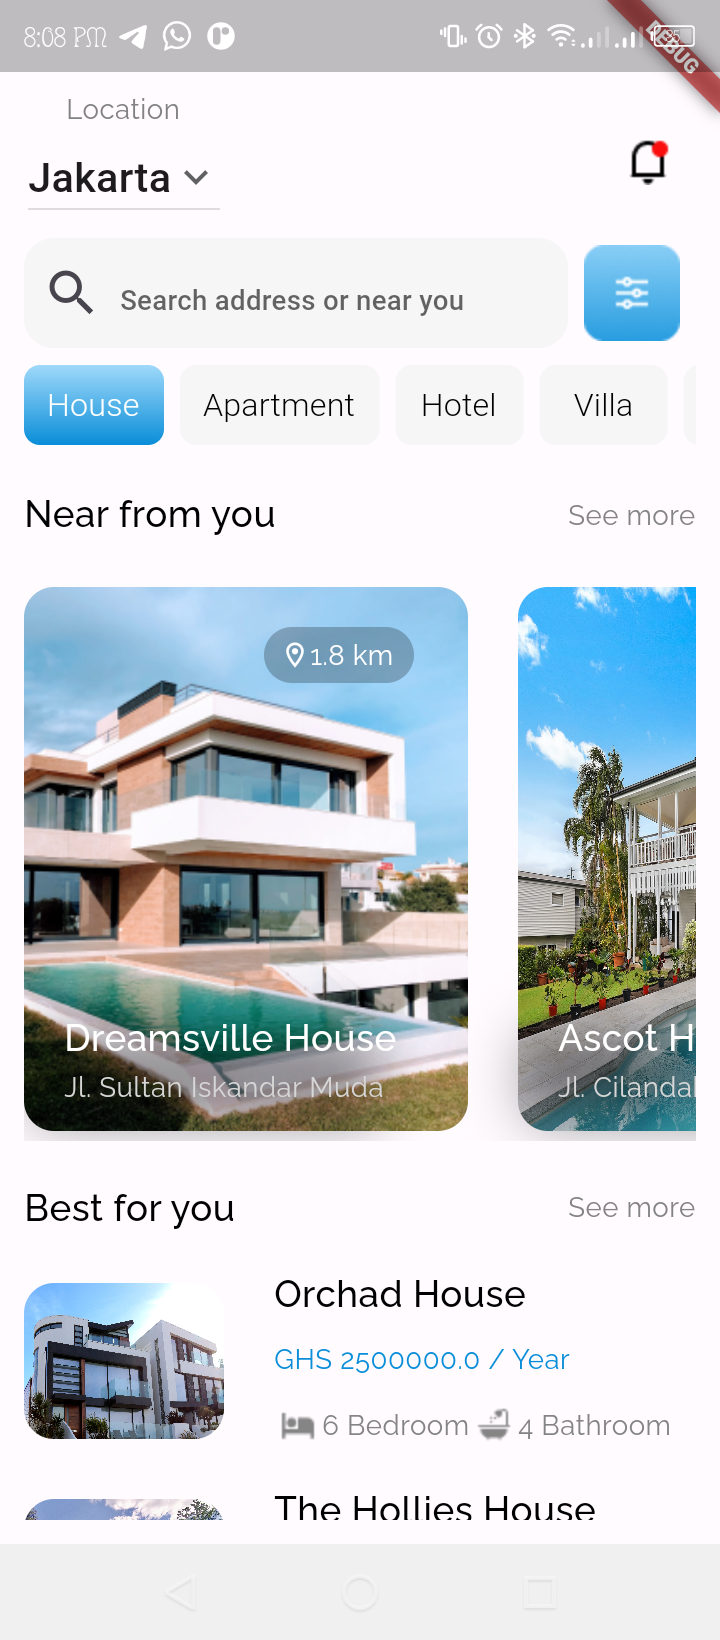 8:08 PM
95
DEBUG
Location
Jakarta
Search address or near you
House
Apartment
Hotel
Villa
Near from you
See more
1.8 km
Dreamsville House
Jl. Sultan Iskandar Muda
Ascot H
Jl. Cilandak
Best for you
See more
Orchad House
GHS 2500000.0 / Year
6 Bedroom
4 Bathroom
The Hollies House